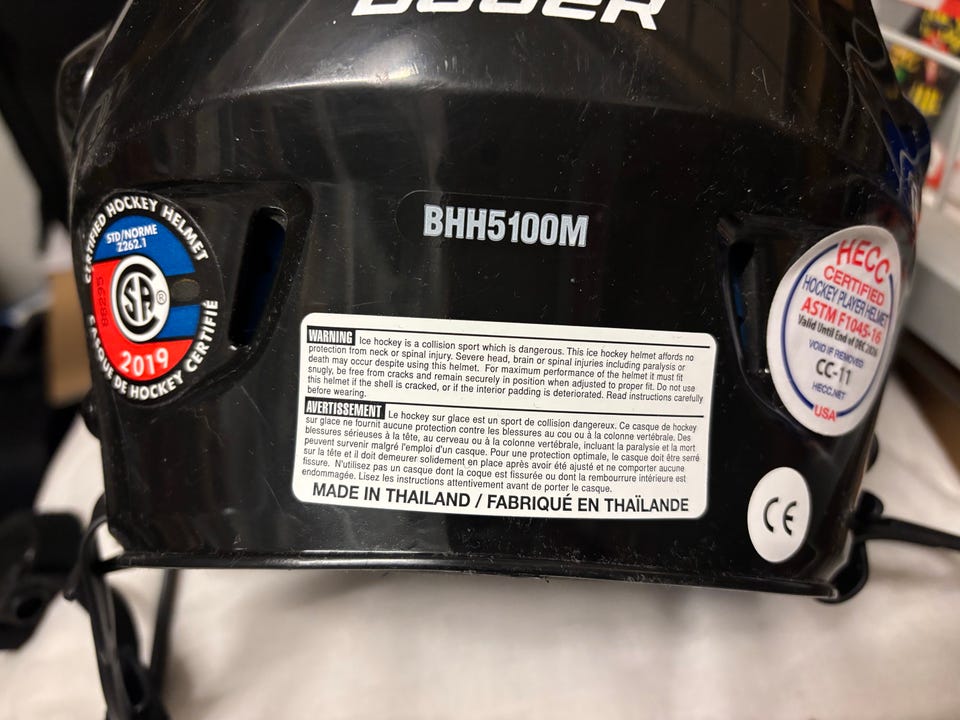 BAUER
BHH5100M
CERTIFIED HOCKEY HELMET
STD/NORME
Z262.1
SA
®
88295
2019
CASQUE DE HOCKEY CERTIFIÉ
HECC
CERTIFIED
HOCKEY PLAYER HELMET
ASTM F1045-16
Valid Until End of DEC 2026
VOID IF REMOVED
CC-11
HECC.NET
USA
WARNING Ice hockey is a collision sport which is dangerous. This ice hockey helmet affords no
protection from neck or spinal injury. Severe head, brain or spinal injuries including paralysis or
death may occur despite using this helmet. For maximum performance of the helmet it must fit
snugly, be free from cracks and remain securely in position when adjusted to proper fit. Do not use
this helmet if the shell is cracked, or if the interior padding is deteriorated. Read instructions carefully
before wearing.
AVERTISSEMENT Le hockey sur glace est un sport de collision dangereux. Ce casque de hockey
sur glace ne fournit aucune protection contre les blessures au cou ou à la colonne vertébrale. Des
blessures sérieuses à la tête, au cerveau ou à la colonne vertébrale, incluant la paralysie et la mort
peuvent survenir malgré l'emploi d'un casque. Pour une protection optimale, le casque doit être serré
sur la tête et il doit demeurer solidement en place après avoir été ajusté et ne comporter aucune
fissure. N'utilisez pas un casque dont la coque est fissurée ou dont la rembourrure intérieure est
endommagée. Lisez les instructions attentivement avant de porter le casque.
MADE IN THAILAND / FABRIQUÉ EN THAÏLANDE
CE